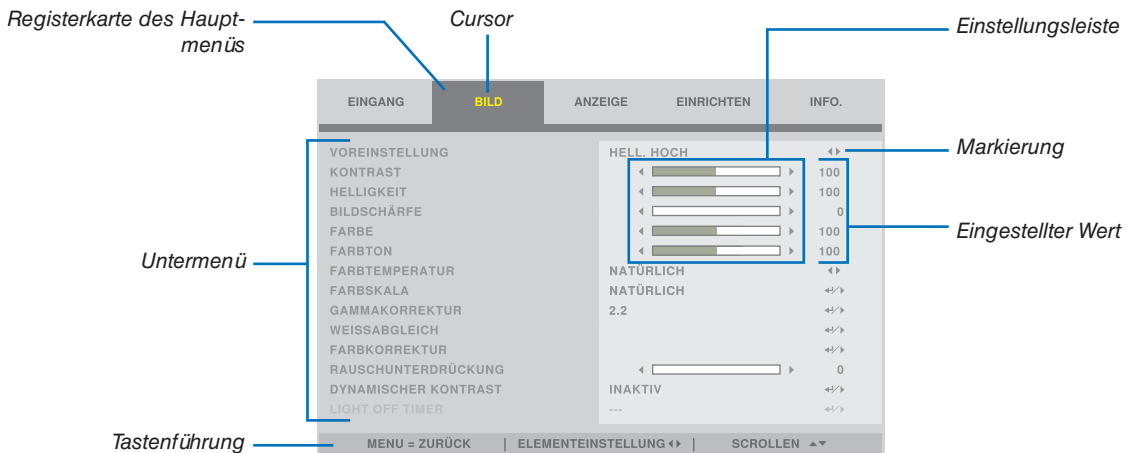 Registerkarte des Haupt-
menüs
Cursor
Einstellungsleiste
EINGANG BILD ANZEIGE EINRICHTEN INFO.
VOREINSTELLUNG HELL. HOCH
Markierung
KONTRAST 100
HELLIGKEIT 100
BILDSCHÄRFE 0
FARBE 100
Eingestellter Wert
FARBTON 100
Untermenü
FARBTEMPERATUR NATÜRLICH
FARBSKALA NATÜRLICH
GAMMAKORREKTUR 2.2
WEISSABGLEICH
FARBKORREKTUR
RAUSCHUNTERDRÜCKUNG 0
DYNAMISCHER KONTRAST INAKTIV
LIGHT OFF TIMER ---
Tastenführung
MENU = ZURÜCK | ELEMENTEINSTELLUNG | SCROLLEN